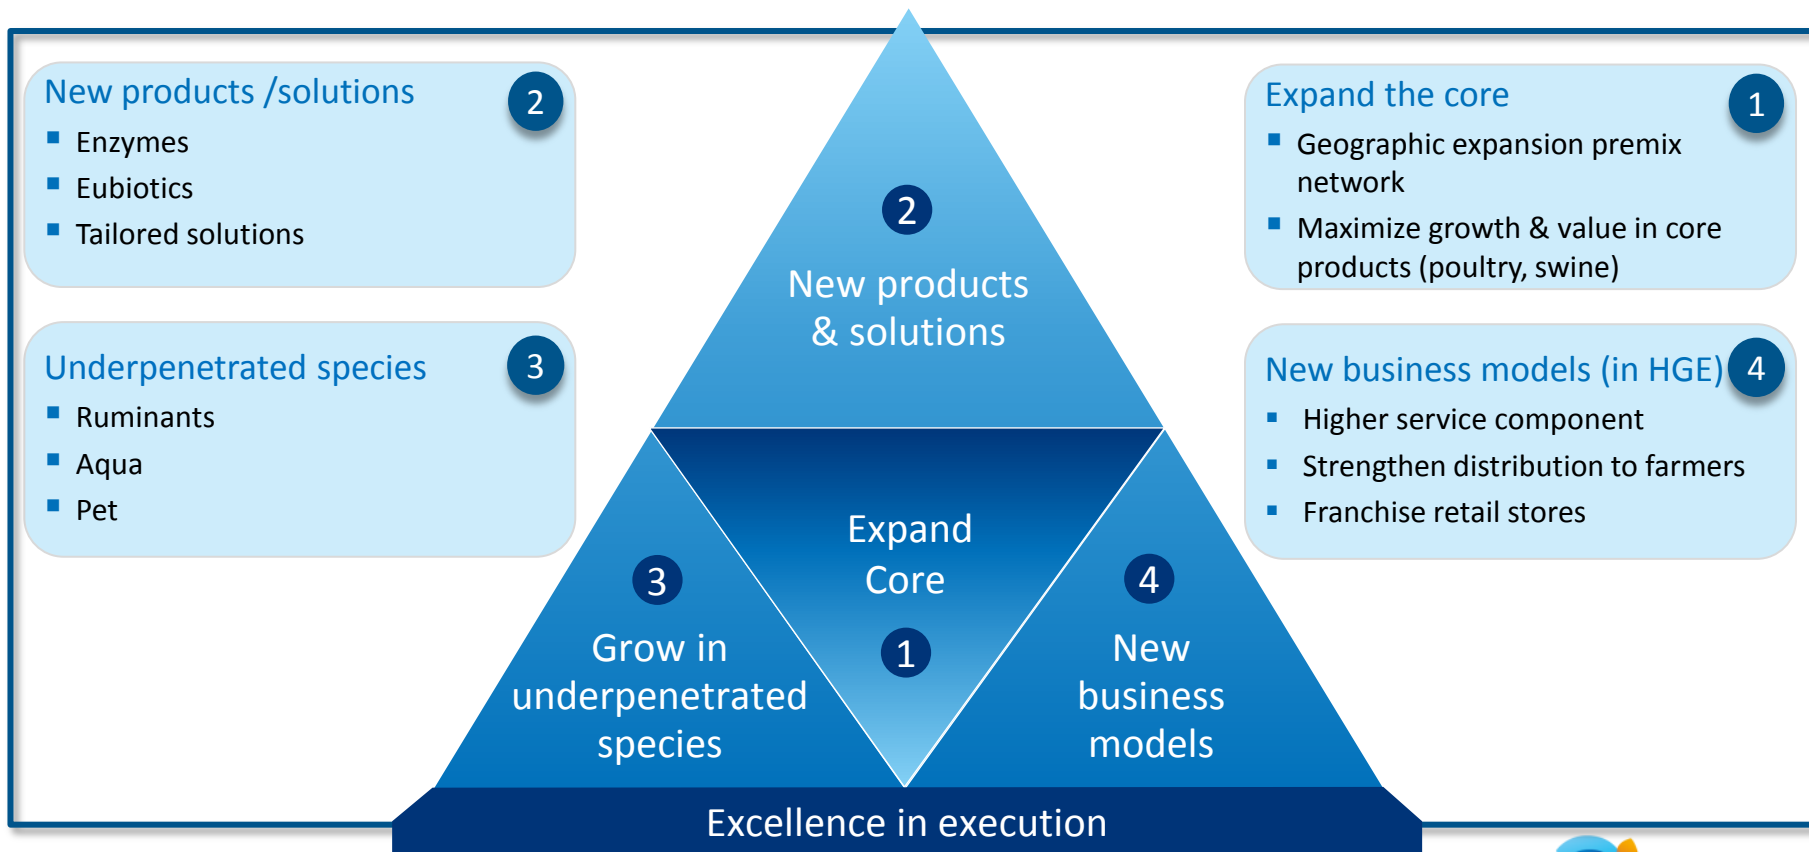 New products /solutions
2
Enzymes
Eubiotics
Tailored solutions
Underpenetrated species
3
Ruminants
Aqua
Pet
2
New products
& solutions
Expand
Core
1
3
Grow in
underpenetrated
species
4
New
business
models
Excellence in execution
Expand the core
1
Geographic expansion premix
network
Maximize growth & value in core
products (poultry, swine)
New business models (in HGE)
4
Higher service component
Strengthen distribution to farmers
Franchise retail stores